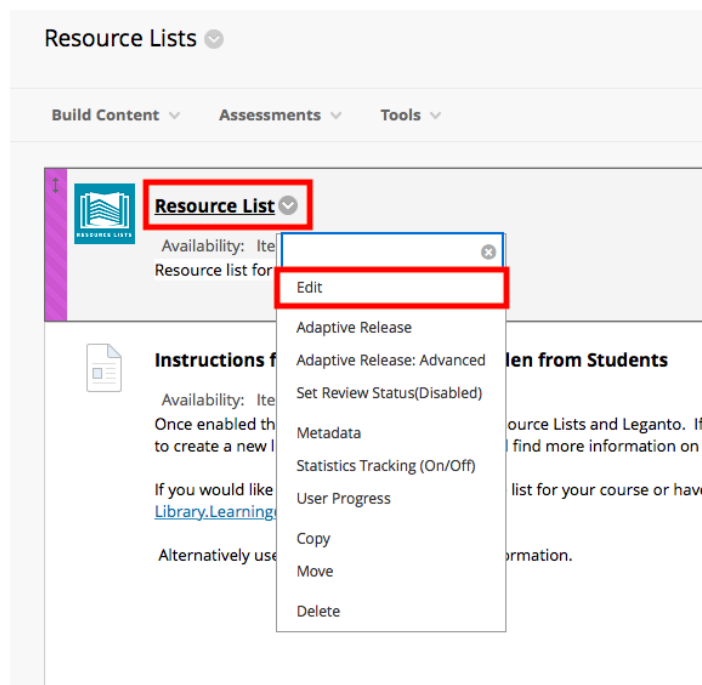 Resource Lists
Build Content Assessments Tools
RESOURCE LISTS
Resource List
Availability: Ite
Resource list for
Edit
Adaptive Release
Adaptive Release: Advanced
Set Review Status(Disabled)
Metadata
Statistics Tracking (On/Off)
User Progress
Copy
Move
Delete
Instructions f den from Students
Availability: Ite
Once enabled th ource Lists and Leganto. If
to create a new l find more information on
If you would like list for your course or hav
Library.Learning
Alternatively use rmation.